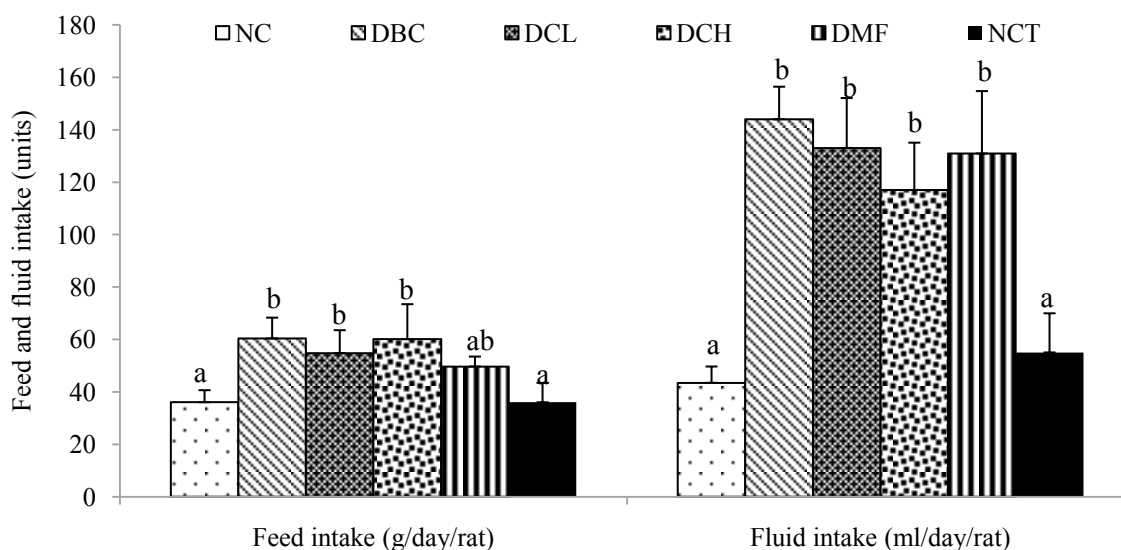 180
NC DBC DCL DCH DMF NCT
160
140
120
100
80
60
40
20
0
Feed and fluid intake (units)
a b b b ab a
a b b b b a
Feed intake (g/day/rat) Fluid intake (ml/day/rat)